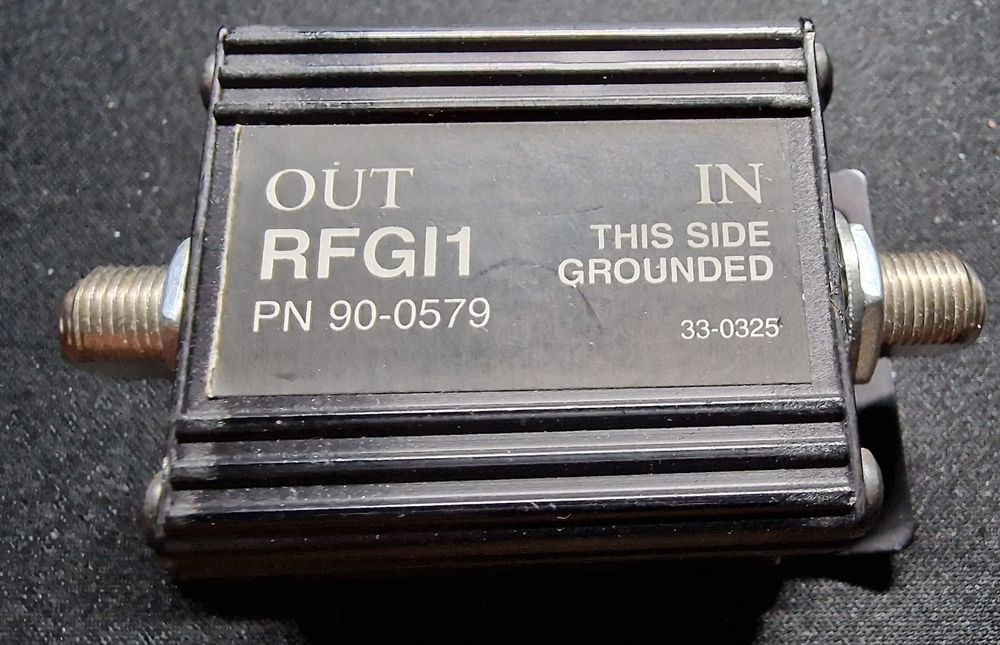 OUT IN
RFGI1 THIS SIDE
GROUNDED
PN 90-0579 33-0325